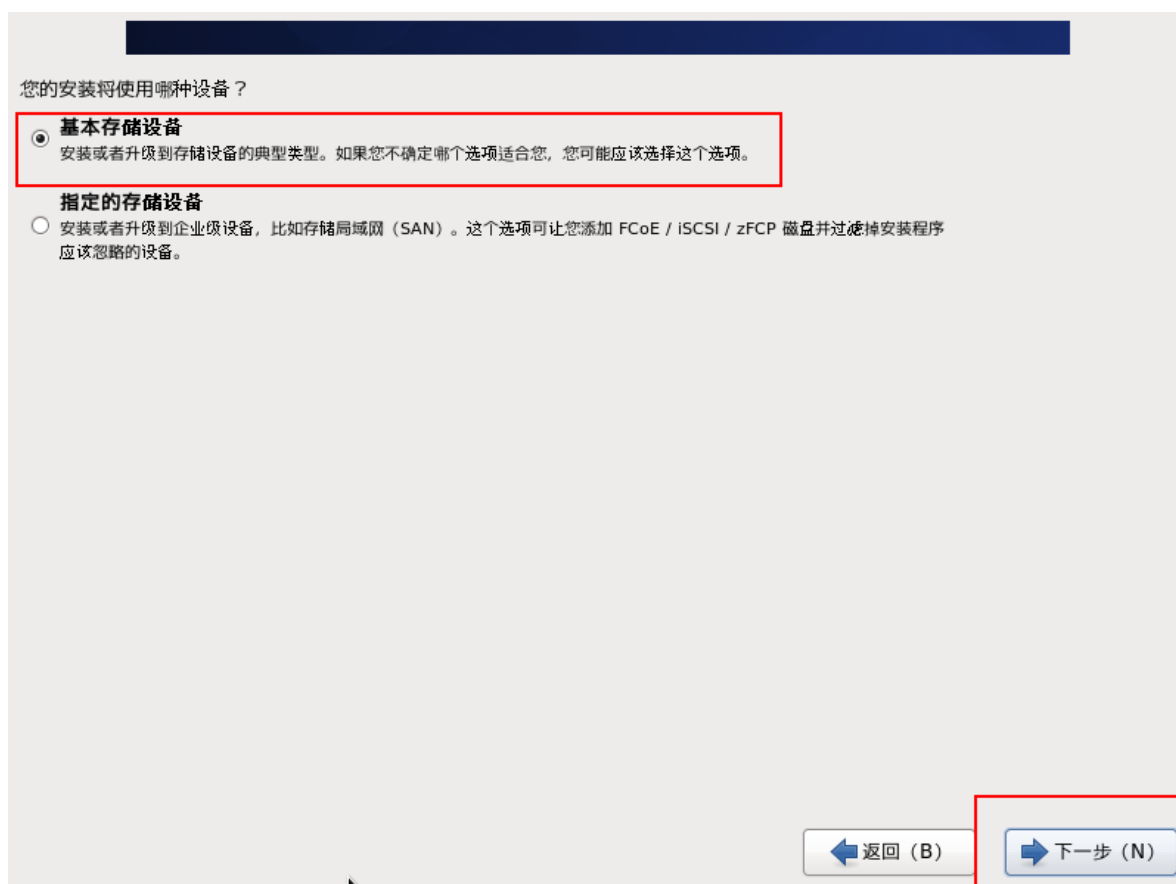 您的安装将使用哪种设备？
基本存储设备
安装或者升级到存储设备的典型类型。如果您不确定哪个选项适合您，您可能应该选择这个选项。
指定的存储设备
安装或者升级到企业级设备，比如存储局域网（SAN）。这个选项可让您添加 FCoE / iSCSI / zFCP 磁盘并过滤掉安装程序
应该忽略的设备。
返回（B）
下一步（N）